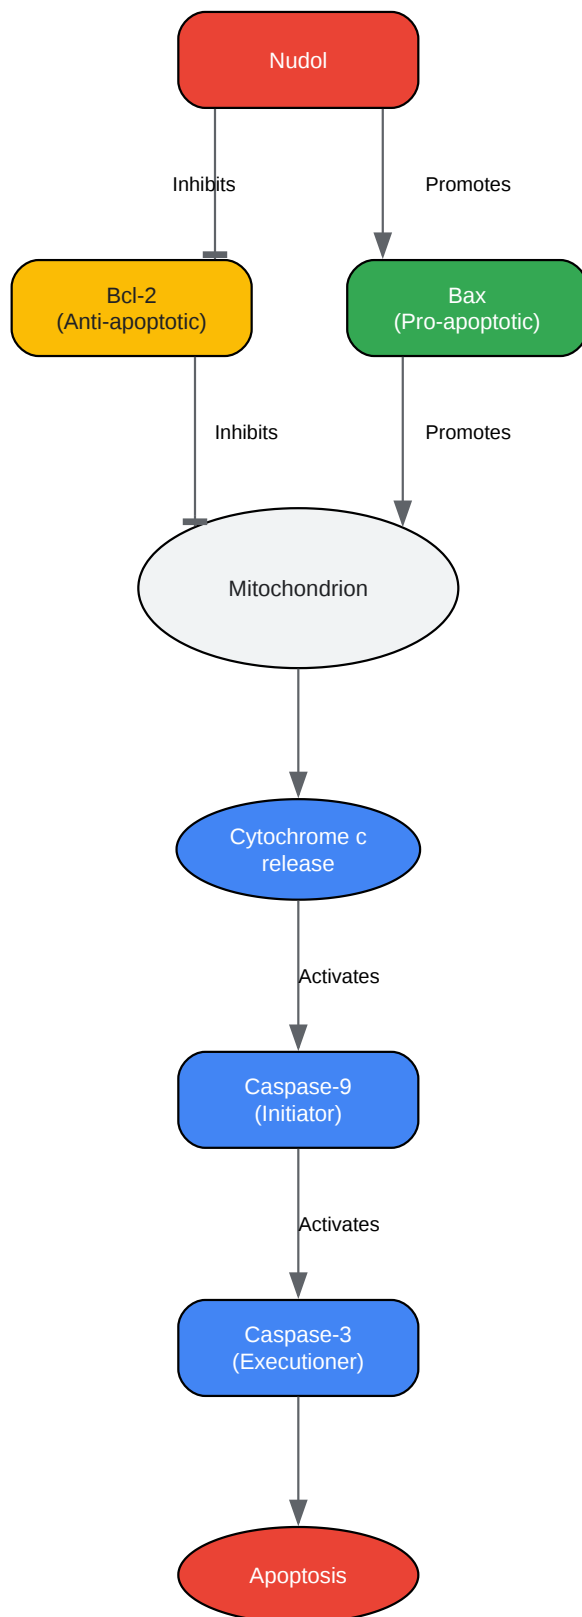 Nudol
Inhibits
Promotes
Bcl-2
(Anti-apoptotic)
Bax
(Pro-apoptotic)
Inhibits
Promotes
Mitochondrion
Cytochrome c
release
Activates
Caspase-9
(Initiator)
Activates
Caspase-3
(Executioner)
Apoptosis